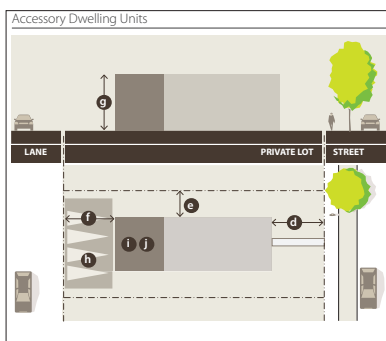 Accessory Dwelling Units
g
LANE PRIVATE LOT STREET
e
f d
i j
h